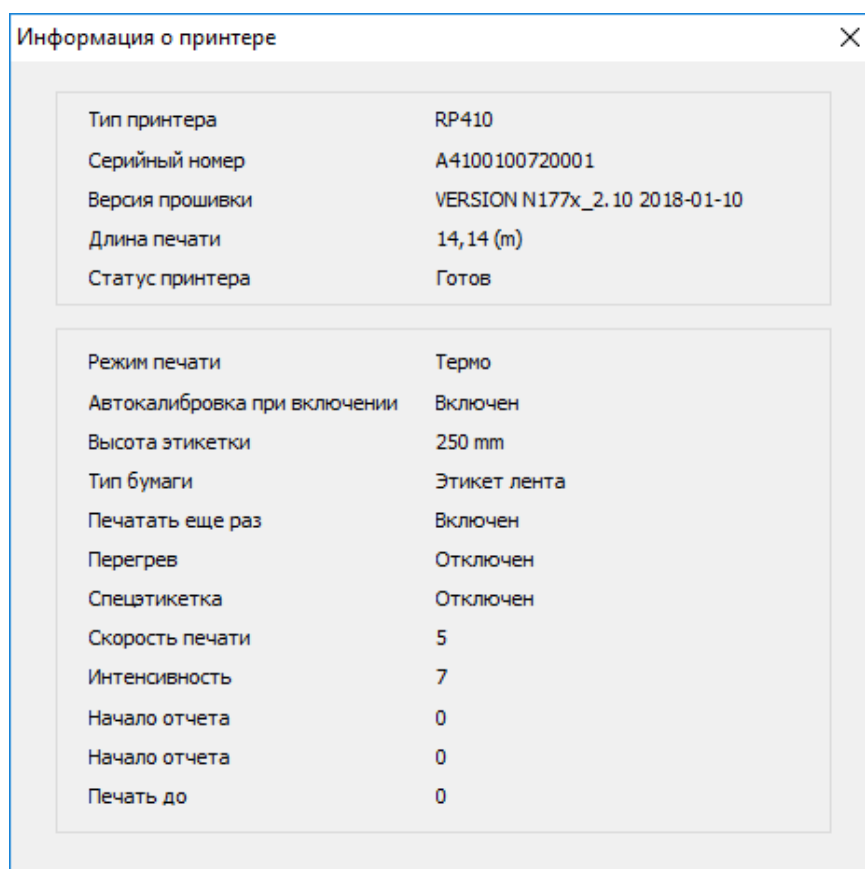 Информация о принтере
Тип принтера RP410
Серийный номер A4100100720001
Версия прошивки VERSION N177x_2.10 2018-01-10
Длина печати 14,14 (m)
Статус принтера Готов
Режим печати Термо
Автокалибровка при включении Включен
Высота этикетки 250 mm
Тип бумаги Этикет лента
Печатать еще раз Включен
Перегрев Отключен
Спецэтикетка Отключен
Скорость печати 5
Интенсивность 7
Начало отчета 0
Начало отчета 0
Печать до 0